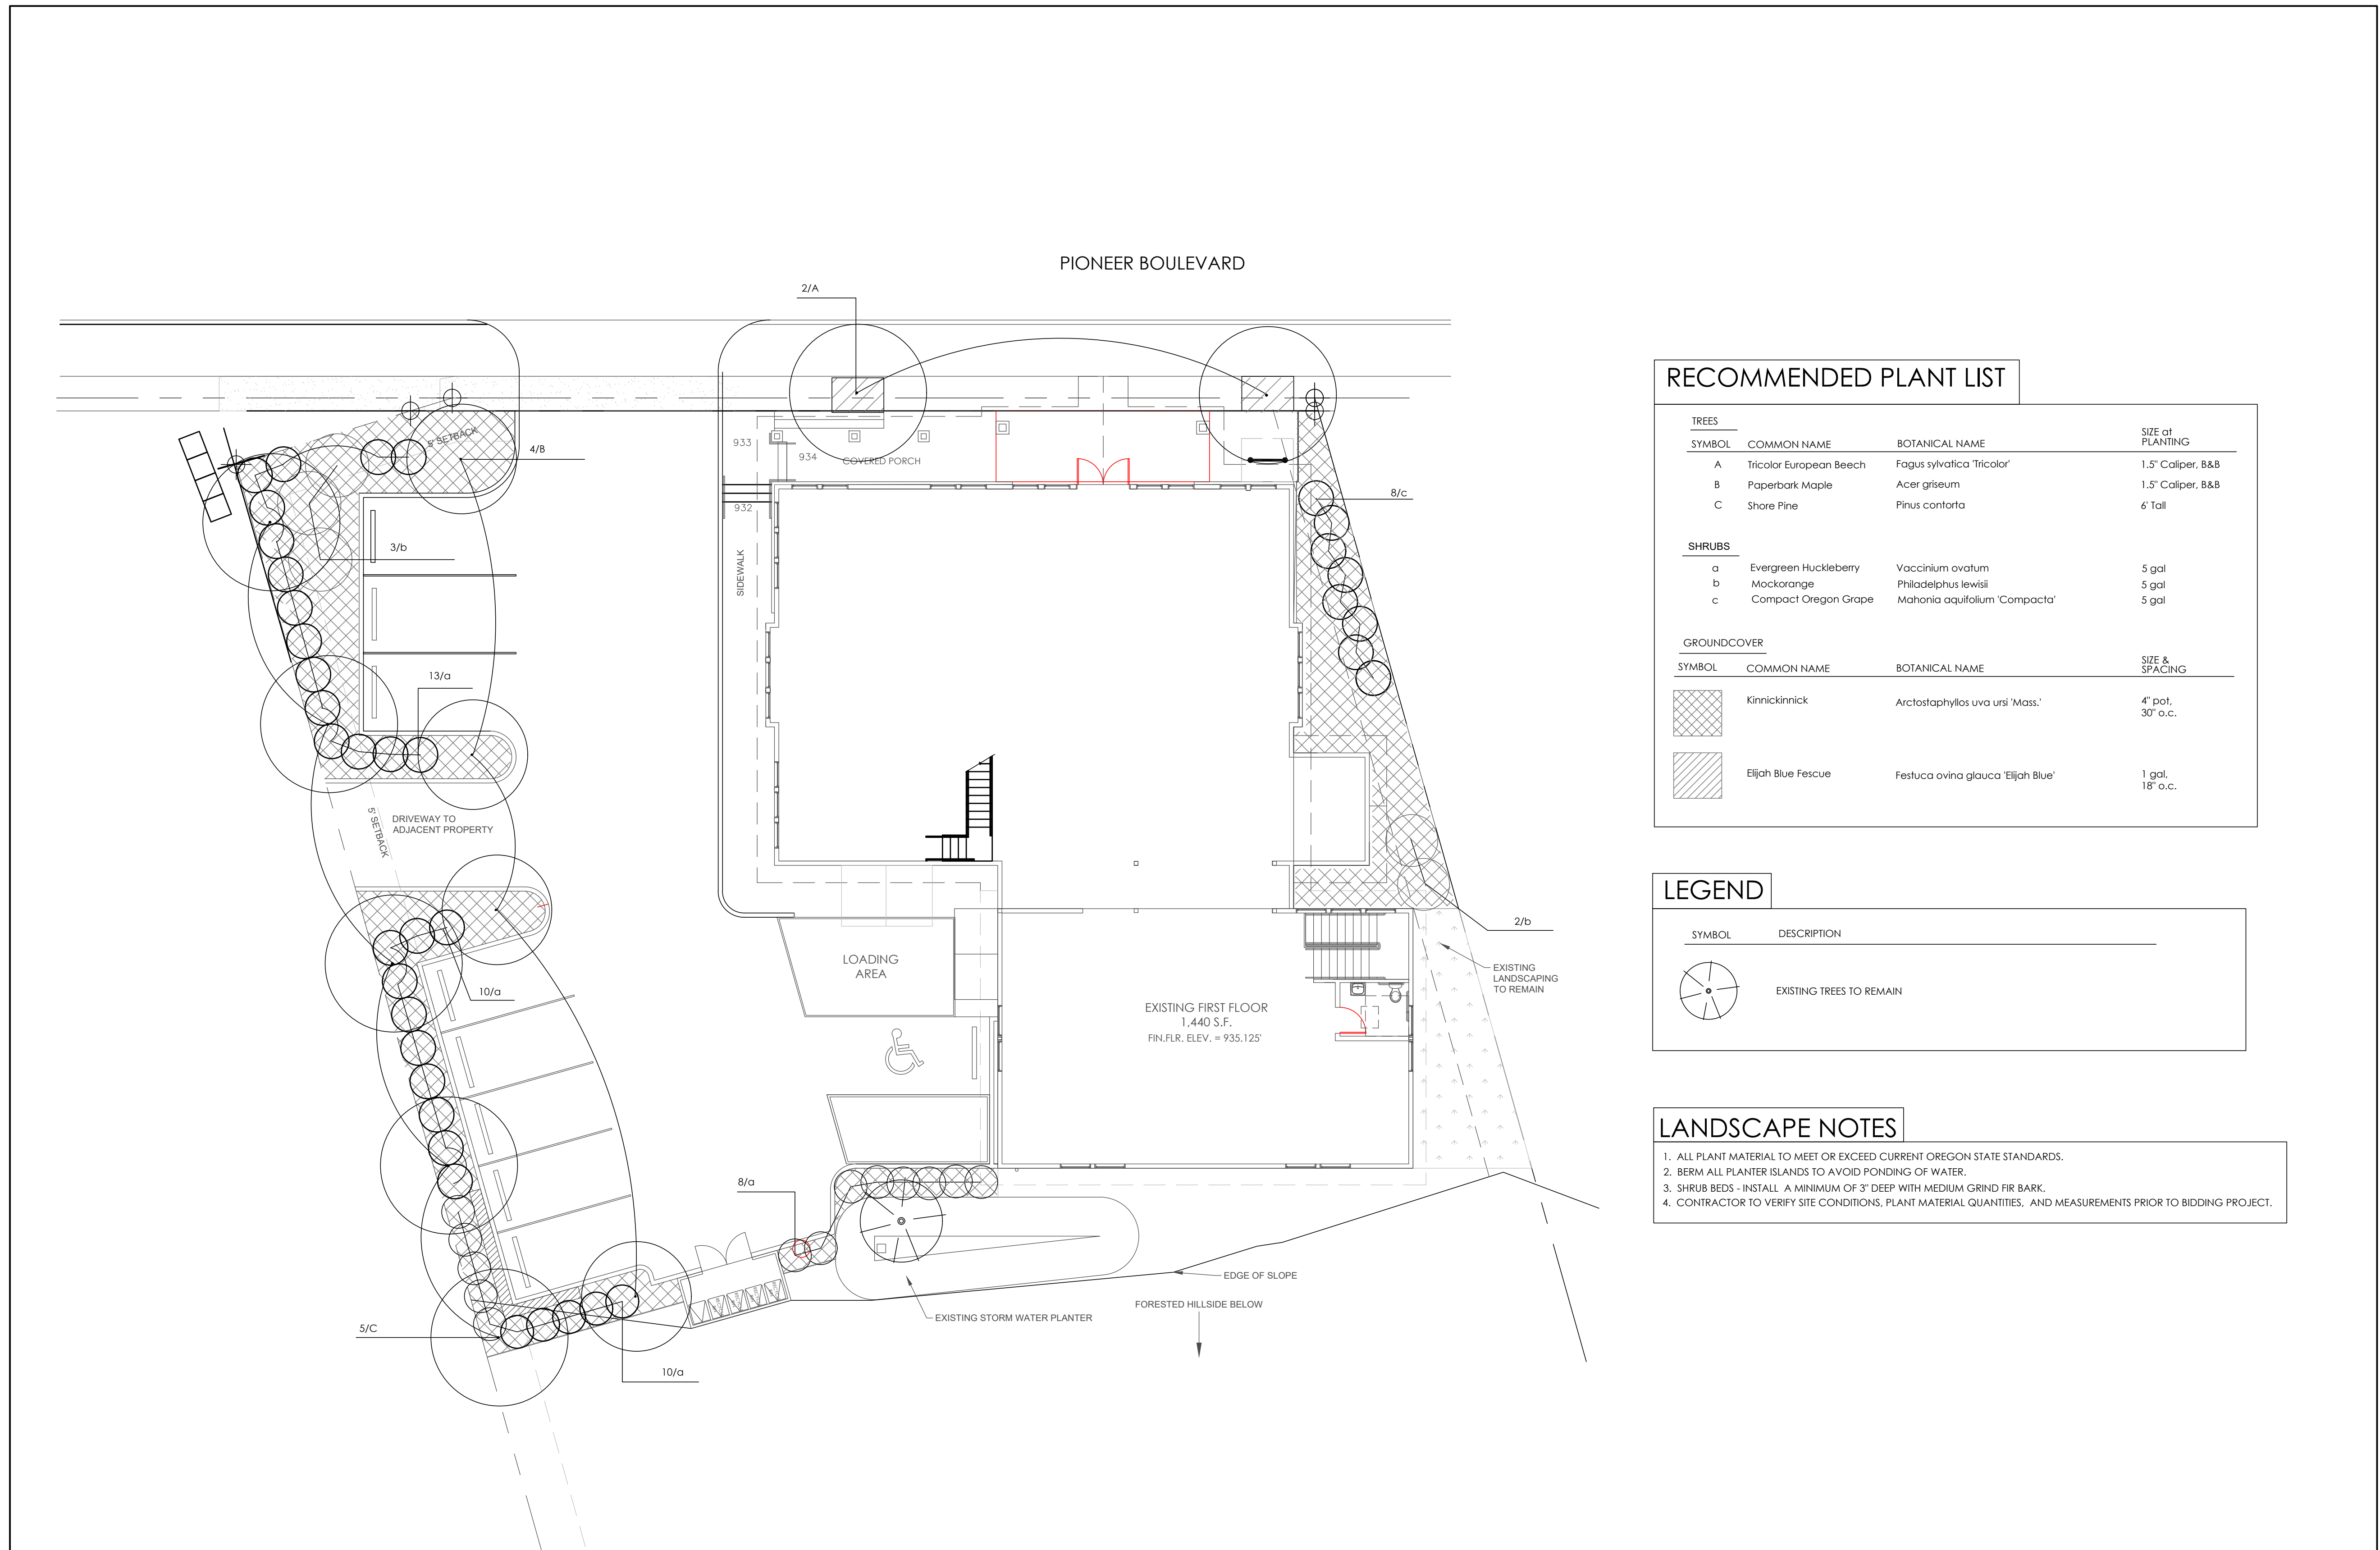 PIONEER BOULEVARD
2/A
5' SETBACK
4/B
933
934
COVERED PORCH
932
8/c
3/b
SIDEWALK
13/a
5' SETBACK
DRIVEWAY TO
ADJACENT PROPERTY
2/b
LOADING
AREA
EXISTING
LANDSCAPING
TO REMAIN
10/a
EXISTING FIRST FLOOR
1,440 S.F.
FIN.FLR. ELEV. = 935.125'
8/a
EDGE OF SLOPE
FORESTED HILLSIDE BELOW
EXISTING STORM WATER PLANTER
5/C
10/a
RECOMMENDED PLANT LIST
TREES
SYMBOL COMMON NAME BOTANICAL NAME SIZE at
PLANTING
A Tricolor European Beech Fagus sylvatica 'Tricolor' 1.5" Caliper, B&B
B Paperbark Maple Acer griseum 1.5" Caliper, B&B
C Shore Pine Pinus contorta 6' Tall
SHRUBS
a Evergreen Huckleberry Vaccinium ovatum 5 gal
b Mockorange Philadelphus lewisii 5 gal
c Compact Oregon Grape Mahonia aquifolium 'Compacta' 5 gal
GROUNDCOVER
SYMBOL COMMON NAME BOTANICAL NAME SIZE &
SPACING
Kinnickinnick Arctostaphyllos uva ursi 'Mass.' 4" pot,
30" o.c.
Elijah Blue Fescue Festuca ovina glauca 'Elijah Blue' 1 gal,
18" o.c.
LEGEND
SYMBOL DESCRIPTION
EXISTING TREES TO REMAIN
LANDSCAPE NOTES
1. ALL PLANT MATERIAL TO MEET OR EXCEED CURRENT OREGON STATE STANDARDS.
2. BERM ALL PLANTER ISLANDS TO AVOID PONDING OF WATER.
3. SHRUB BEDS - INSTALL A MINIMUM OF 3" DEEP WITH MEDIUM GRIND FIR BARK.
4. CONTRACTOR TO VERIFY SITE CONDITIONS, PLANT MATERIAL QUANTITIES, AND MEASUREMENTS PRIOR TO BIDDING PROJECT.